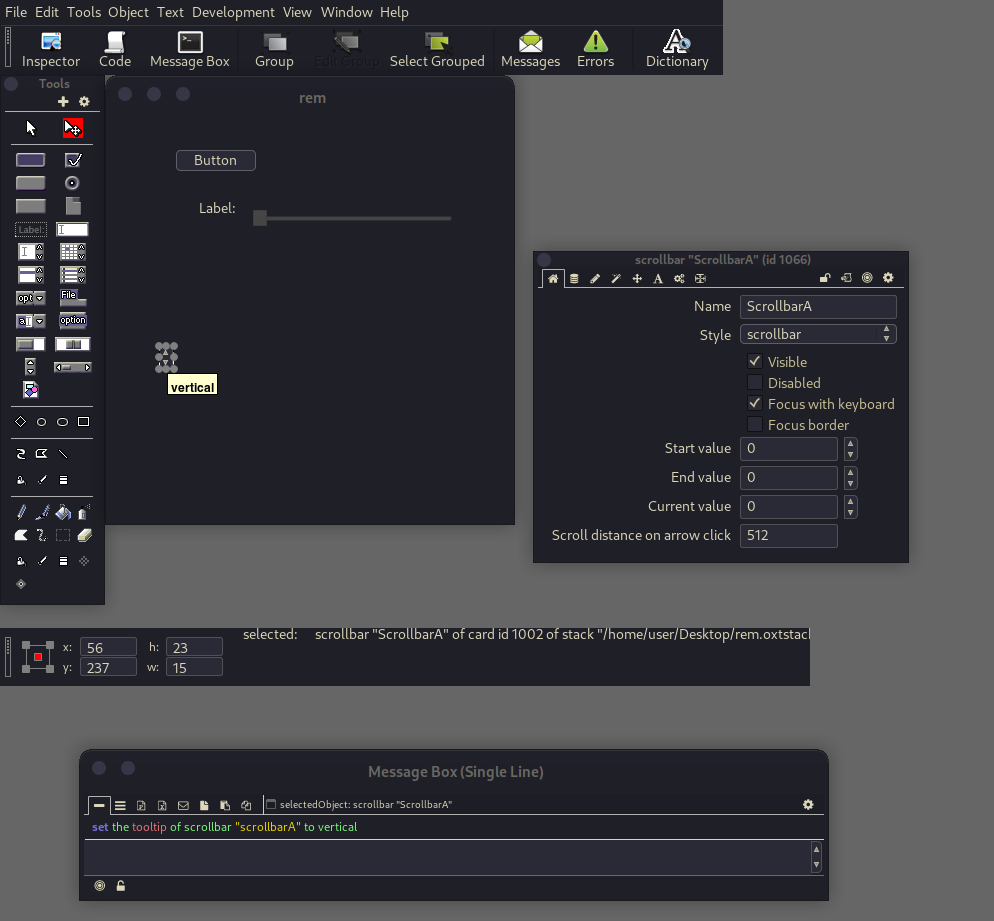 File Edit Tools Object Text Development View Window Help
Inspector Code Message Box Group Edit Group Select Grouped Messages Errors Dictionary
Tools
rem
Button
Label:
vertical
Label:
opt File
option
scrollbar "ScrollbarA" (id 1066)
Name ScrollbarA
Style scrollbar
Visible
Disabled
Focus with keyboard
Focus border
Start value 0
End value 0
Current value 0
Scroll distance on arrow click 512
selected: scrollbar "ScrollbarA" of card id 1002 of stack "/home/user/Desktop/rem.oxtstack
x: 56 h: 23
y: 237 w: 15
Message Box (Single Line)
selectedObject: scrollbar "ScrollbarA"
set the tooltip of scrollbar "scrollbarA" to vertical